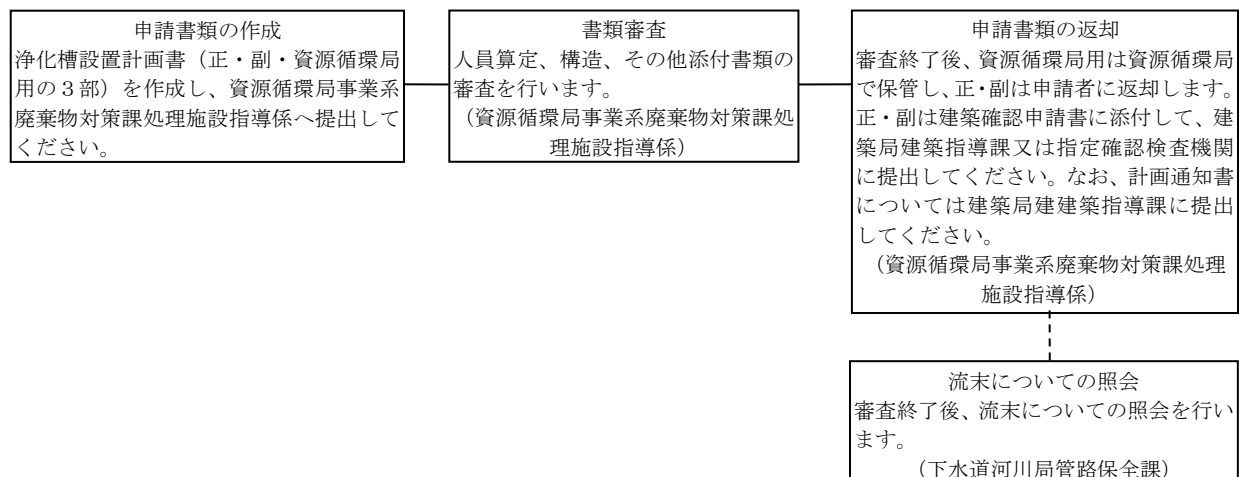 申請書類の作成
浄化槽設置計画書（正・副・資源循環局
用の３部）を作成し、資源循環局事業系
廃棄物対策課処理施設指導係へ提出して
ください。
書類審査
人員算定、構造、その他添付書類の
審査を行います。
（資源循環局事業系廃棄物対策課処
理施設指導係）
申請書類の返却
審査終了後、資源循環局用は資源循環局
で保管し、正・副は申請者に返却します。
正・副は建築確認申請書に添付して、建
築局建築指導課又は指定確認検査機関
に提出してください。なお、計画通知書
については建築局建建築指導課に提出
してください。
（資源循環局事業系廃棄物対策課処理
施設指導係）
流末についての照会
審査終了後、流末についての照会を行い
ます。
（下水道河川局管路保全課）